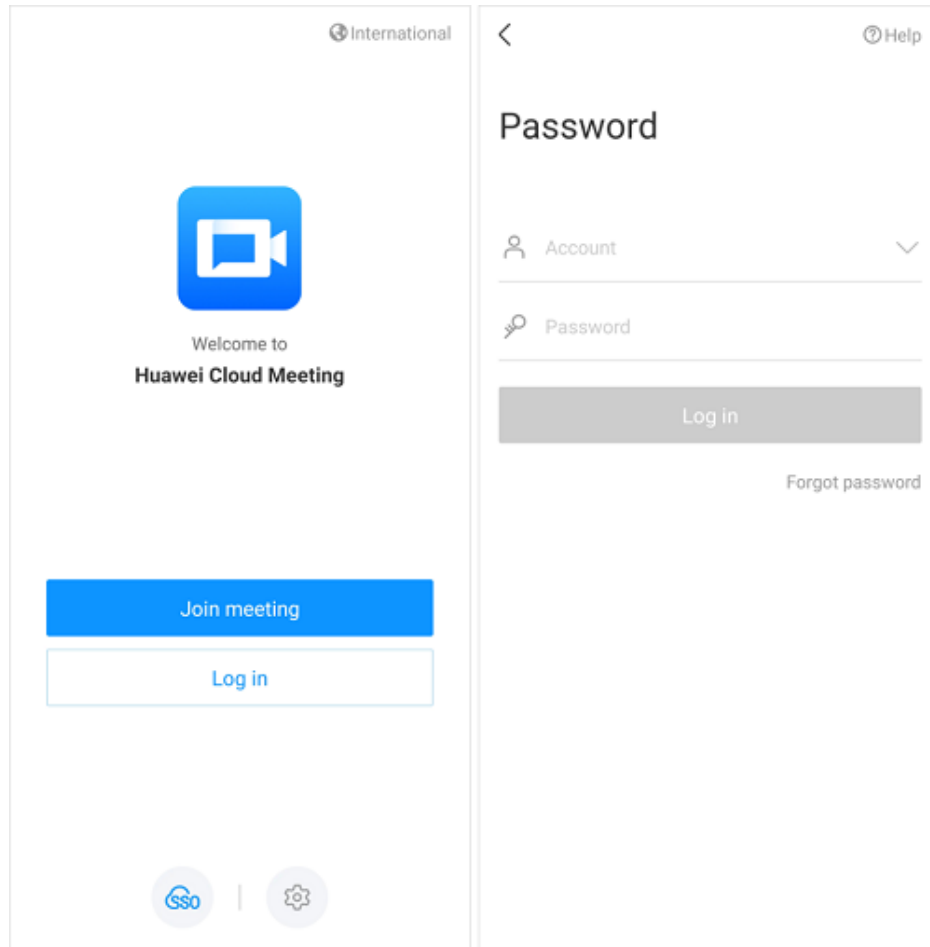 International
Welcome to
Huawei Cloud Meeting
Join meeting
Log in
SSO
Help
Password
Account
Password
Log in
Forgot password